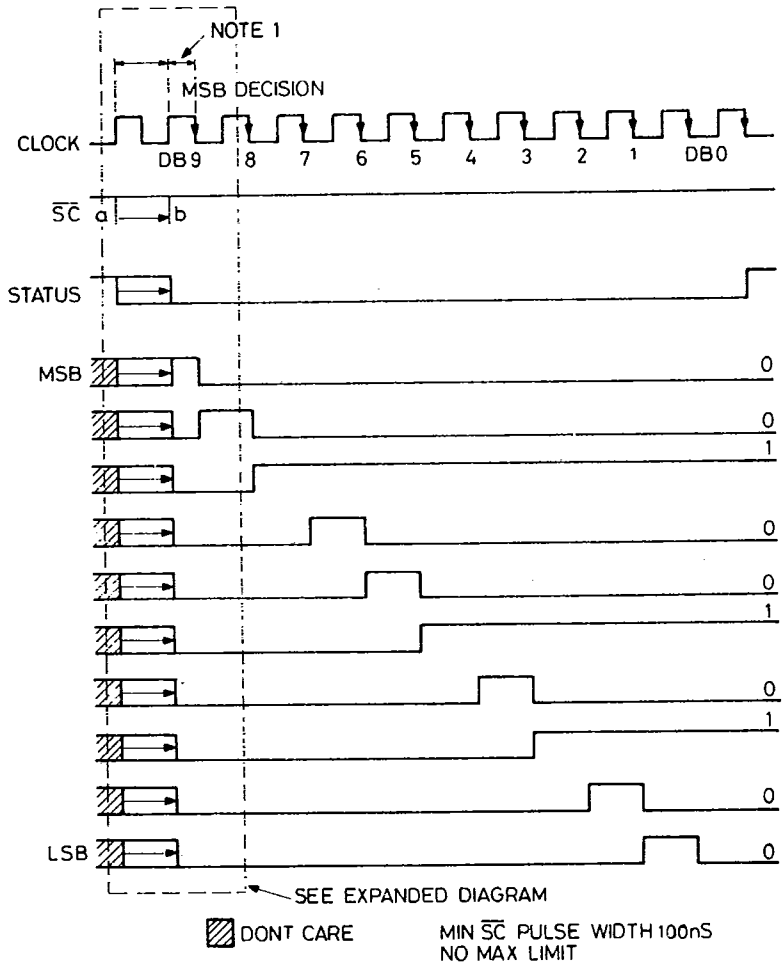 NOTE 1
MSB DECISION
CLOCK
DB9 8 7 6 5 4 3 2 1 DB0
SC a b
STATUS
MSB 0
0
1
0
0
1
0
1
0
LSB 0
SEE EXPANDED DIAGRAM
DONT CARE
MIN SC PULSE WIDTH 100nS
NO MAX LIMIT